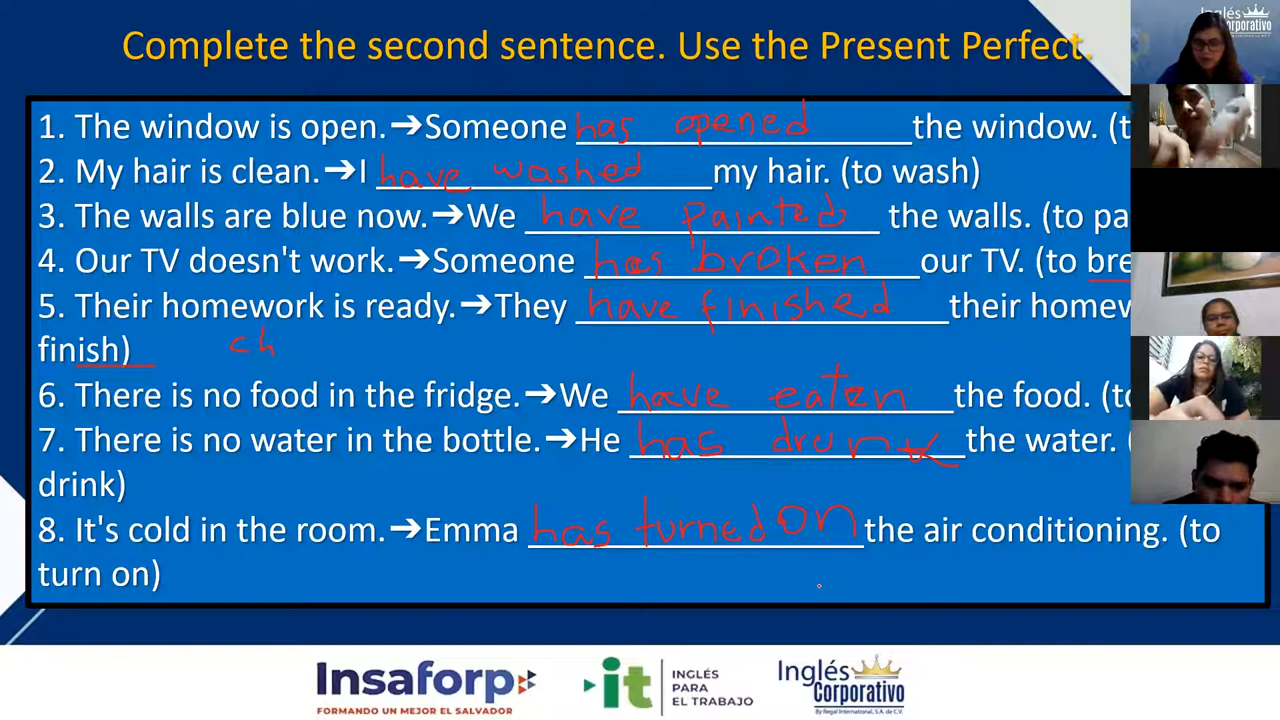 Complete the second sentence. Use the Present Perfect.
Inglés
Corporativo
1. The window is open.➔Someone has opened the window. (t
2. My hair is clean.➔I have washed my hair. (to wash)
3. The walls are blue now.➔We have painted the walls. (to pa
4. Our TV doesn't work.➔Someone has broken our TV. (to bre
5. Their homework is ready.➔They have finished their homew
finish) ch
6. There is no food in the fridge.➔We have eaten the food. (to
7. There is no water in the bottle.➔He has drunk the water. (
drink)
8. It's cold in the room.➔Emma has turned on the air conditioning. (to
turn on)
Insaforp
FORMANDO UN MEJOR EL SALVADOR
it
INGLÉS
PARA
EL TRABAJO
Inglés
Corporativo
By Regal International, S.A. de C.V.